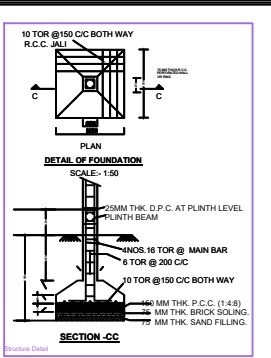 10 TOR @150 C/C BOTH WAY
R.C.C. JALI
C
C
PLAN
DETAIL OF FOUNDATION
SCALE:- 1:50
25MM THK. D.P.C. AT PLINTH LEVEL
PLINTH BEAM
4NOS.16 TOR @ MAIN BAR
6 TOR @ 200 C/C
10 TOR @150 C/C BOTH WAY
150 MM THK. P.C.C. (1:4:8)
75 MM THK. BRICK SOLING.
75 MM THK. SAND FILLING.
SECTION -CC
Structure Detail